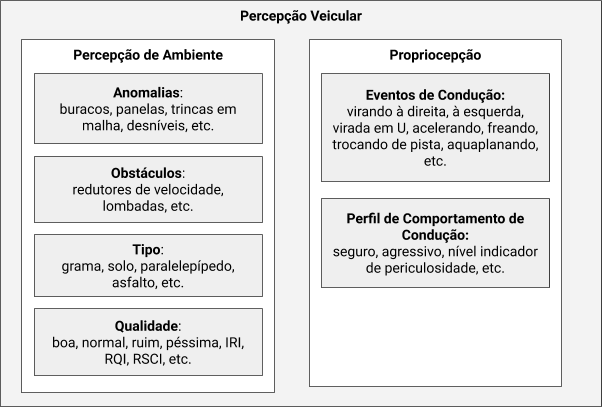 Percepção Veicular
Percepção de Ambiente
Anomalias:
buracos, panelas, trincas em
malha, desníveis, etc.
Obstáculos:
redutores de velocidade,
lombadas, etc.
Tipo:
grama, solo, paralelepípedo,
asfalto, etc.
Qualidade:
boa, normal, ruim, péssima, IRI,
RQI, RSCI, etc.
Propriocepção
Eventos de Condução:
virando à direita, à esquerda,
virada em U, acelerando, freando,
trocando de pista, aquaplanando,
etc.
Perfil de Comportamento de
Condução:
seguro, agressivo, nível indicador
de periculosidade, etc.